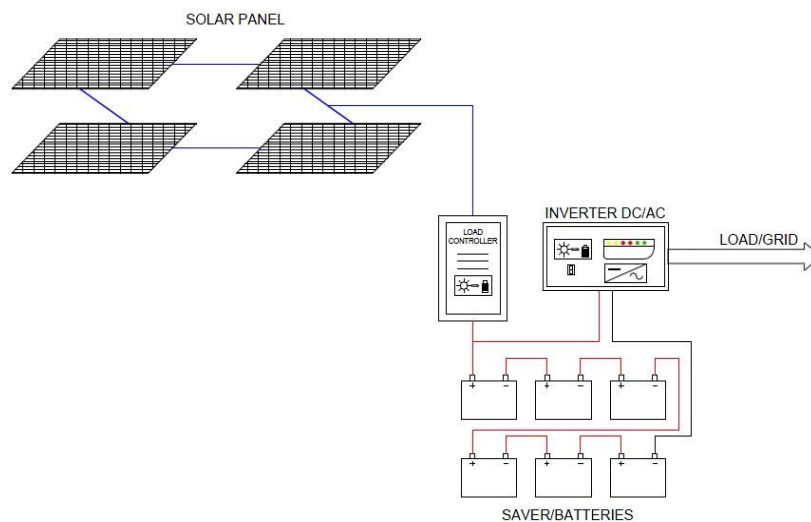 SOLAR PANEL
INVERTER DC/AC
LOAD
CONTROLLER
LOAD/GRID
+ − + − + −
+ − + − + −
SAVER/BATTERIES